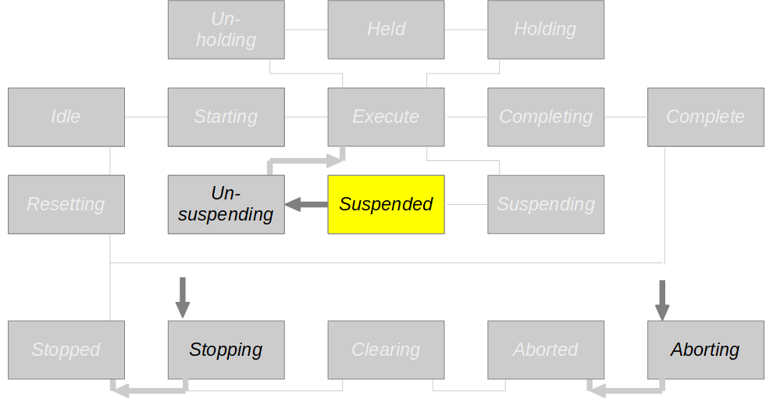 Un-
holding
Held
Holding
Idle
Starting
Execute
Completing
Complete
Resetting
Un-
suspending
Suspended
Suspending
Stopped
Stopping
Clearing
Aborted
Aborting